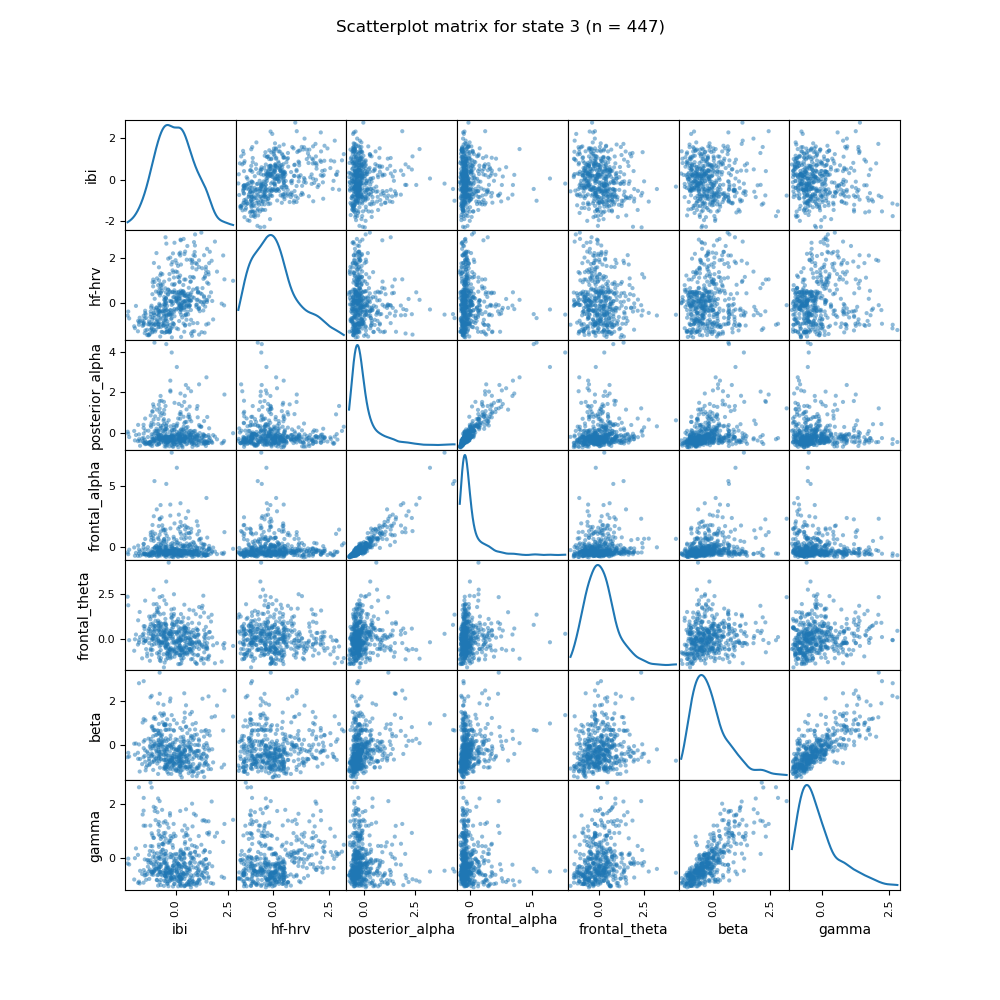 Scatterplot matrix for state 3 (n = 447)
ibi
2
0
-2
hf-hrv
2
0
posterior_alpha
4
2
0
frontal_alpha
5
0
frontal_theta
2.5
0.0
beta
2
0
gamma
2
0
0.0 2.5 0.0 2.5 0.0 2.5 0 5 0.0 2.5 0.0 2.5 0.0 2.5
ibi hf-hrv posterior_alpha frontal_alpha frontal_theta beta gamma